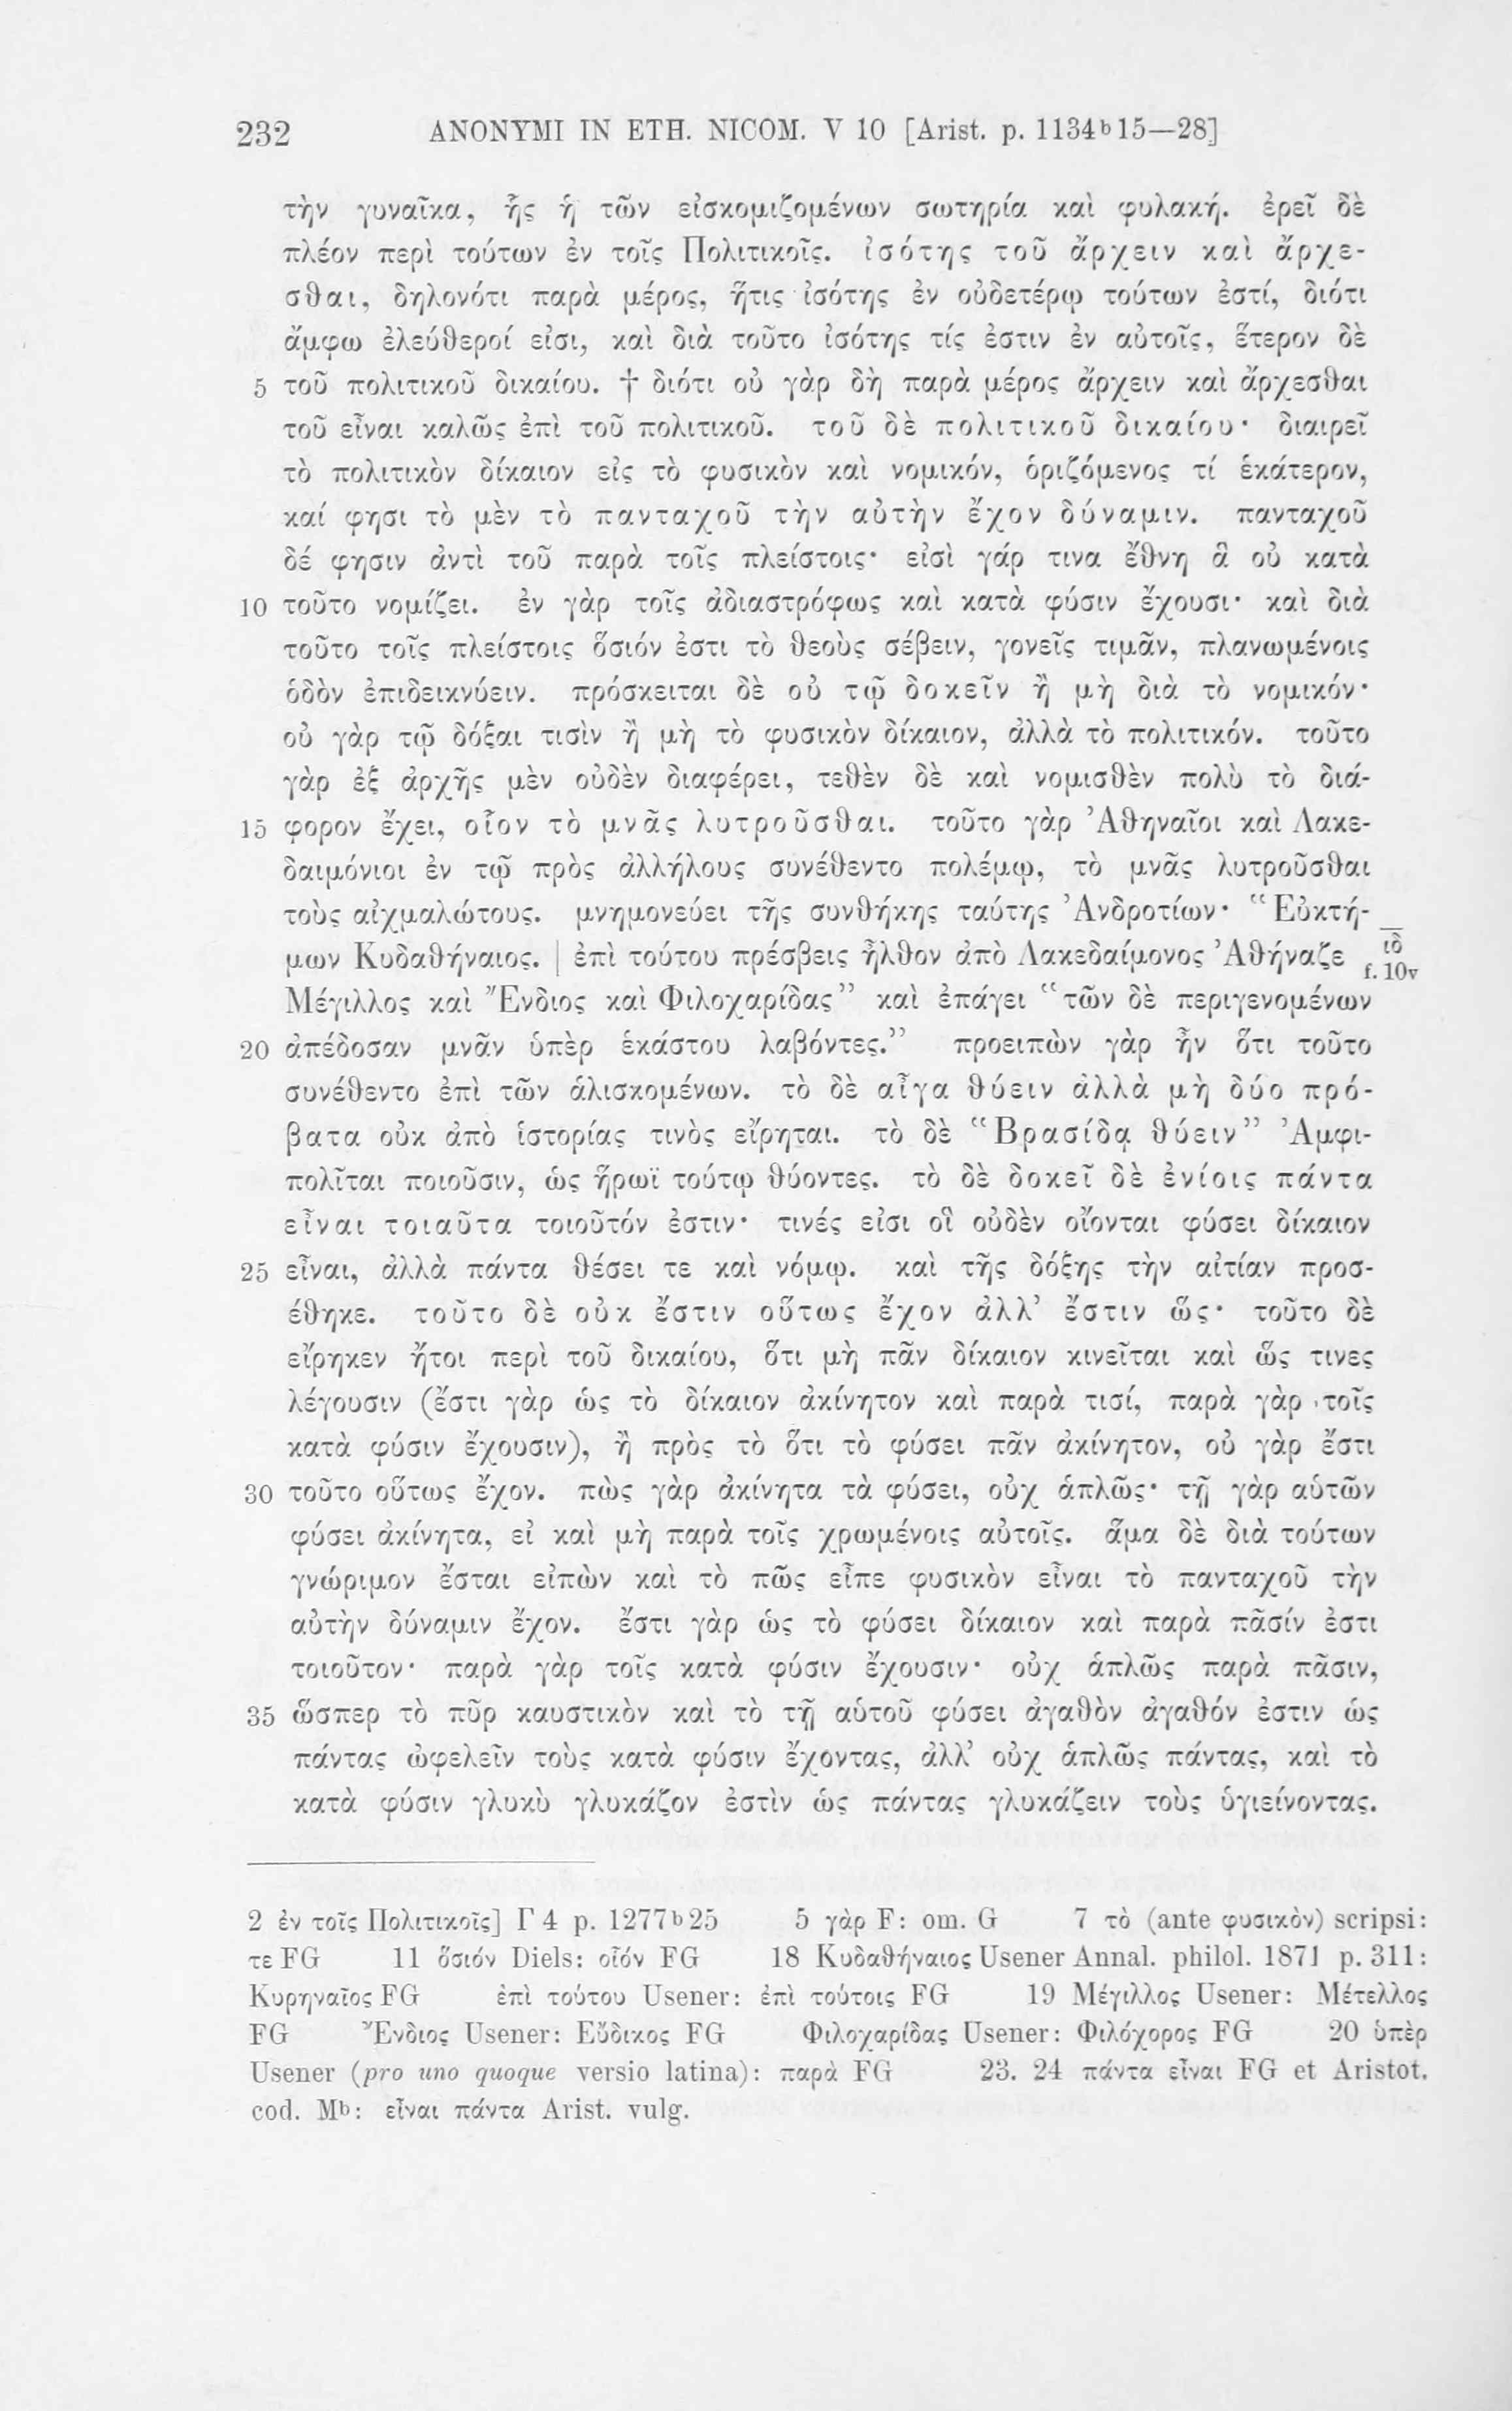 232 ANONYMI IN ETH. NICOM. V 10 [Arist. p. 1134ᵇ15—28]
τὴν γυναῖκα, ἧς ἡ τῶν εἰσκομιζομένων σωτηρία καὶ φυλακή. ἐρεῖ δὲ
πλέον περὶ τούτων ἐν τοῖς Πολιτικοῖς. ἰσότης τοῦ ἄρχειν καὶ ἄρχε-
σθαι, δηλονότι παρὰ μέρος, ἥτις ἰσότης ἐν οὐδετέρῳ τούτων ἐστί, διότι
ἄμφω ἐλεύθεροί εἰσι, καὶ διὰ τοῦτο ἰσότης τίς ἐστιν ἐν αὐτοῖς, ἕτερον δὲ
5 τοῦ πολιτικοῦ δικαίου. † διότι οὐ γὰρ δὴ παρὰ μέρος ἄρχειν καὶ ἄρχεσθαι
τοῦ εἶναι καλῶς ἐπὶ τοῦ πολιτικοῦ. τοῦ δὲ πολιτικοῦ δικαίου· διαιρεῖ
τὸ πολιτικὸν δίκαιον εἰς τὸ φυσικὸν καὶ νομικόν, ὁριζόμενος τί ἑκάτερον,
καί φησι τὸ μὲν τὸ πανταχοῦ τὴν αὐτὴν ἔχον δύναμιν. πανταχοῦ
δέ φησιν ἀντὶ τοῦ παρὰ τοῖς πλείστοις· εἰσὶ γάρ τινα ἔθνη ἃ οὐ κατὰ
10 τοῦτο νομίζει. ἐν γὰρ τοῖς ἀδιαστρόφως καὶ κατὰ φύσιν ἔχουσι· καὶ διὰ
τοῦτο τοῖς πλείστοις ὅσιόν ἐστι τὸ θεοὺς σέβειν, γονεῖς τιμᾶν, πλανωμένοις
ὁδὸν ἐπιδεικνύειν. πρόσκειται δὲ οὐ τῷ δοκεῖν ἢ μὴ διὰ τὸ νομικόν·
οὐ γὰρ τῷ δόξαι τισὶν ἢ μὴ τὸ φυσικὸν δίκαιον, ἀλλὰ τὸ πολιτικόν. τοῦτο
γὰρ ἐξ ἀρχῆς μὲν οὐδὲν διαφέρει, τεθὲν δὲ καὶ νομισθὲν πολὺ τὸ διά-
15 φορον ἔχει, οἷον τὸ μνᾶς λυτροῦσθαι. τοῦτο γὰρ Ἀθηναῖοι καὶ Λακε-
δαιμόνιοι ἐν τῷ πρὸς ἀλλήλους συνέθεντο πολέμῳ, τὸ μνᾶς λυτροῦσθαι
τοὺς αἰχμαλώτους. μνημονεύει τῆς συνθήκης ταύτης Ἀνδροτίων· “Εὐκτή-
μων Κυδαθήναιος. | ἐπὶ τούτου πρέσβεις ἦλθον ἀπὸ Λακεδαίμονος Ἀθήναζε ιδ f. 10v
Μέγιλλος καὶ Ἔνδιος καὶ Φιλοχαρίδας” καὶ ἐπάγει “τῶν δὲ περιγενομένων
20 ἀπέδοσαν μνᾶν ὑπὲρ ἑκάστου λαβόντες.” προειπὼν γὰρ ἦν ὅτι τοῦτο
συνέθεντο ἐπὶ τῶν ἁλισκομένων. τὸ δὲ αἶγα θύειν ἀλλὰ μὴ δύο πρό-
βατα οὐκ ἀπὸ ἱστορίας τινὸς εἴρηται. τὸ δὲ “Βρασίδᾳ θύειν” Ἀμφι-
πολῖται ποιοῦσιν, ὡς ἥρωϊ τούτῳ θύοντες. τὸ δὲ δοκεῖ δὲ ἐνίοις πάντα
εἶναι τοιαῦτα τοιοῦτόν ἐστιν· τινές εἰσι οἳ οὐδὲν οἴονται φύσει δίκαιον
25 εἶναι, ἀλλὰ πάντα θέσει τε καὶ νόμῳ. καὶ τῆς δόξης τὴν αἰτίαν προσ-
έθηκε. τοῦτο δὲ οὐκ ἔστιν οὕτως ἔχον ἀλλ’ ἔστιν ὥς· τοῦτο δὲ
εἴρηκεν ἤτοι περὶ τοῦ δικαίου, ὅτι μὴ πᾶν δίκαιον κινεῖται καὶ ὥς τινες
λέγουσιν (ἔστι γὰρ ὡς τὸ δίκαιον ἀκίνητον καὶ παρὰ τισί, παρὰ γὰρ τοῖς
κατὰ φύσιν ἔχουσιν), ἢ πρὸς τὸ ὅτι τὸ φύσει πᾶν ἀκίνητον, οὐ γὰρ ἔστι
30 τοῦτο οὕτως ἔχον. πὼς γὰρ ἀκίνητα τὰ φύσει, οὐχ ἁπλῶς· τῇ γὰρ αὑτῶν
φύσει ἀκίνητα, εἰ καὶ μὴ παρὰ τοῖς χρωμένοις αὐτοῖς. ἅμα δὲ διὰ τούτων
γνώριμον ἔσται εἰπὼν καὶ τὸ πῶς εἶπε φυσικὸν εἶναι τὸ πανταχοῦ τὴν
αὐτὴν δύναμιν ἔχον. ἔστι γὰρ ὡς τὸ φύσει δίκαιον καὶ παρὰ πᾶσίν ἐστι
τοιοῦτον· παρὰ γὰρ τοῖς κατὰ φύσιν ἔχουσιν· οὐχ ἁπλῶς παρὰ πᾶσιν,
35 ὥσπερ τὸ πῦρ καυστικὸν καὶ τὸ τῇ αὑτοῦ φύσει ἀγαθὸν ἀγαθόν ἐστιν ὡς
πάντας ὠφελεῖν τοὺς κατὰ φύσιν ἔχοντας, ἀλλ’ οὐχ ἁπλῶς πάντας, καὶ τὸ
κατὰ φύσιν γλυκὺ γλυκάζον ἐστὶν ὡς πάντας γλυκάζειν τοὺς ὑγιείνοντας.
2 ἐν τοῖς Πολιτικοῖς] Γ 4 p. 1277ᵇ25 5 γὰρ F: om. G 7 τὸ (ante φυσικὸν) scripsi:
τε FG 11 ὅσιόν Diels: οἷόν FG 18 Κυδαθήναιος Usener Annal. philol. 1871 p. 311:
Κυρηναῖος FG ἐπὶ τούτου Usener: ἐπὶ τούτοις FG 19 Μέγιλλος Usener: Μέτελλος
FG Ἔνδιος Usener: Εὔδικος FG Φιλοχαρίδας Usener: Φιλόχορος FG 20 ὑπὲρ
Usener (pro uno quoque versio latina): παρὰ FG 23. 24 πάντα εἶναι FG et Aristot.
cod. Mᵇ: εἶναι πάντα Arist. vulg.